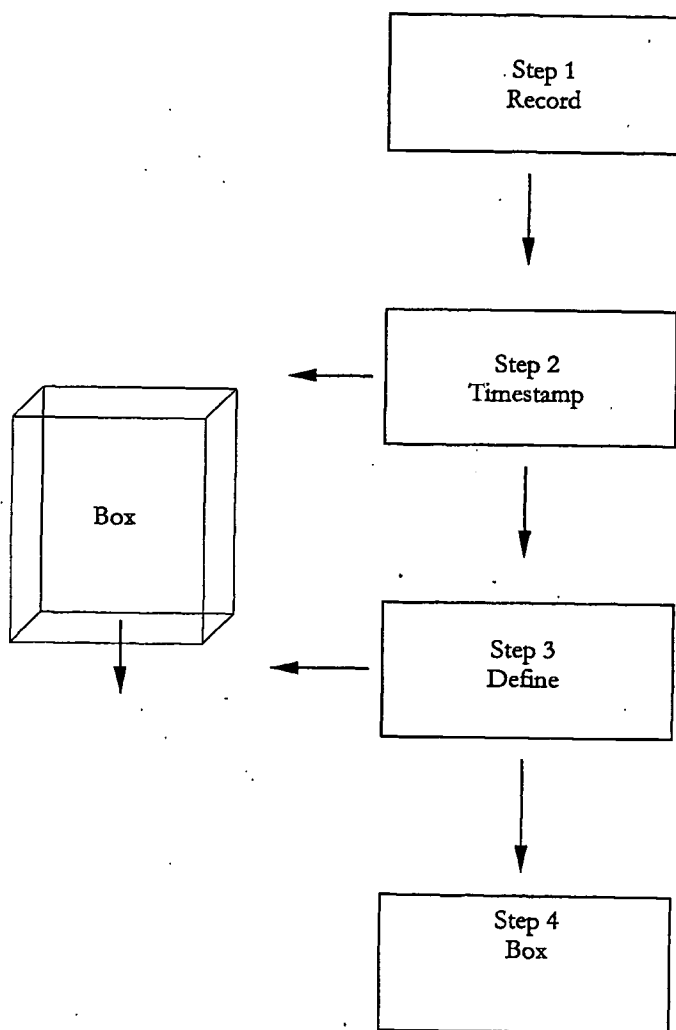 Step 1
Record
Step 2
Timestamp
Box
Step 3
Define
Step 4
Box